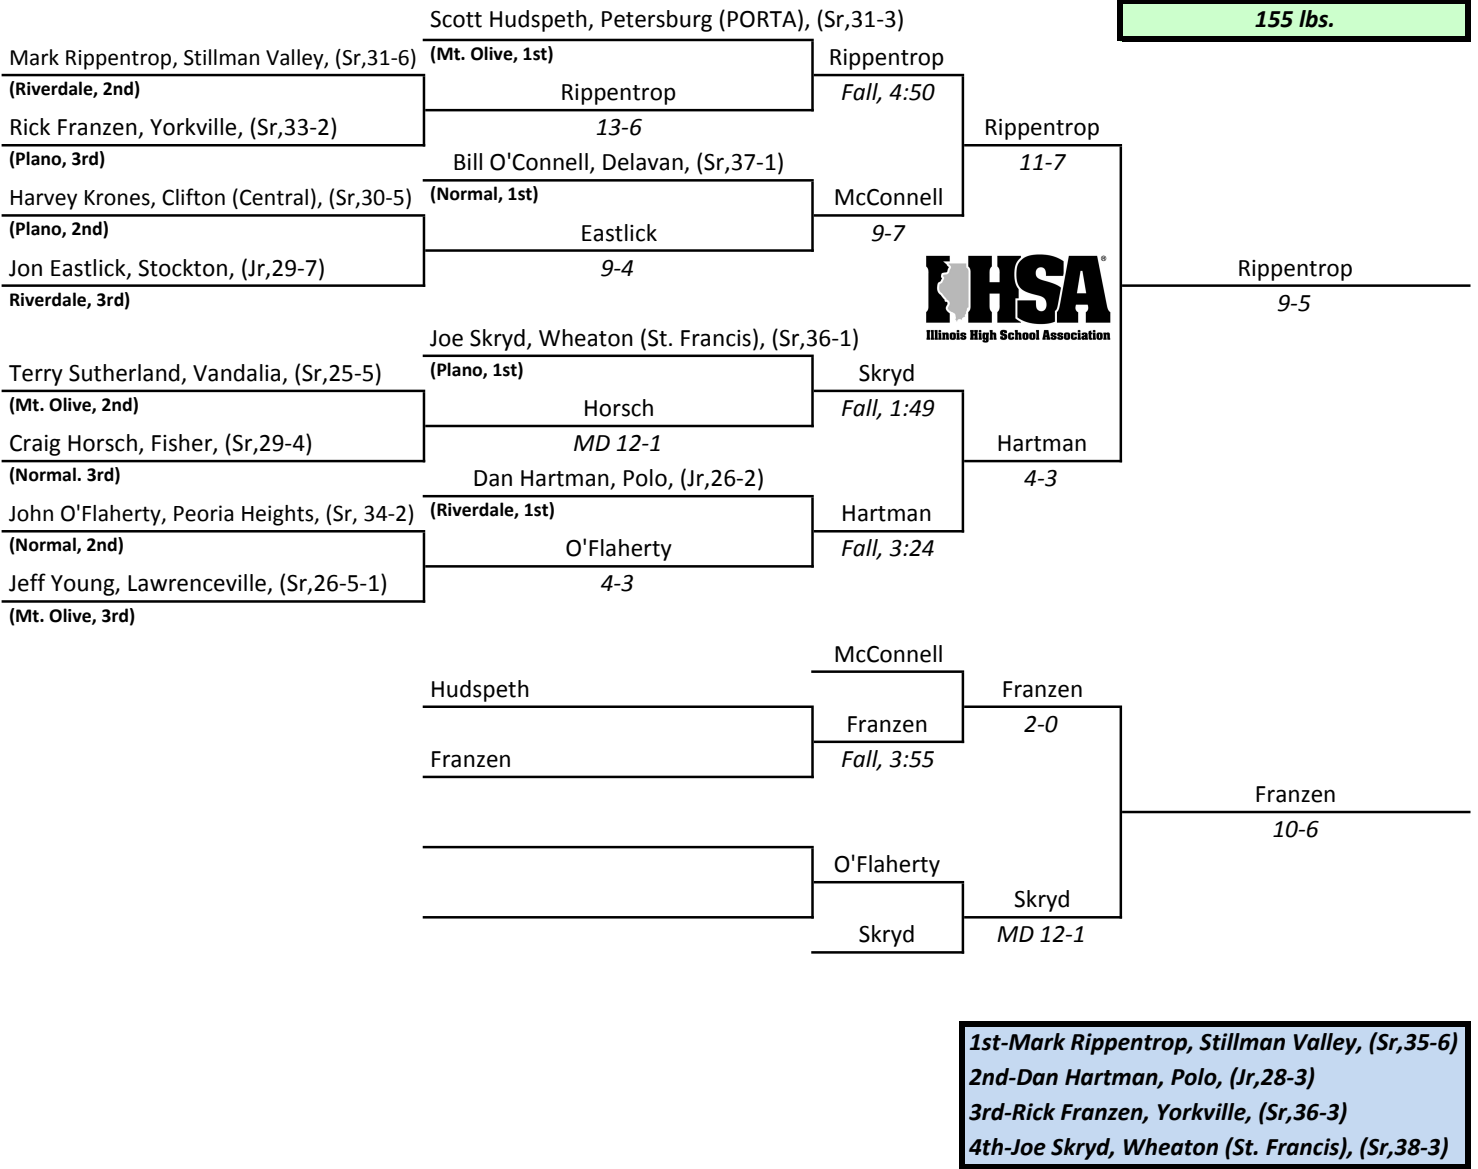 Scott Hudspeth, Petersburg (PORTA), (Sr,31-3)
155 lbs.
Mark Rippentrop, Stillman Valley, (Sr,31-6)
(Mt. Olive, 1st)
Rippentrop
(Riverdale, 2nd)
Rippentrop
Fall, 4:50
Rick Franzen, Yorkville, (Sr,33-2)
13-6
Rippentrop
(Plano, 3rd)
Bill O'Connell, Delavan, (Sr,37-1)
11-7
Harvey Krones, Clifton (Central), (Sr,30-5)
(Normal, 1st)
McConnell
(Plano, 2nd)
Eastlick
9-7
Jon Eastlick, Stockton, (Jr,29-7)
9-4
IHSA
®
Rippentrop
Riverdale, 3rd)
9-5
Illinois High School Association
Joe Skryd, Wheaton (St. Francis), (Sr,36-1)
Terry Sutherland, Vandalia, (Sr,25-5)
(Plano, 1st)
Skryd
(Mt. Olive, 2nd)
Horsch
Fall, 1:49
Craig Horsch, Fisher, (Sr,29-4)
MD 12-1
Hartman
(Normal. 3rd)
Dan Hartman, Polo, (Jr,26-2)
4-3
John O'Flaherty, Peoria Heights, (Sr, 34-2)
(Riverdale, 1st)
Hartman
(Normal, 2nd)
O'Flaherty
Fall, 3:24
Jeff Young, Lawrenceville, (Sr,26-5-1)
4-3
(Mt. Olive, 3rd)
McConnell
Hudspeth
Franzen
Franzen
2-0
Franzen
Fall, 3:55
Franzen
10-6
O'Flaherty
Skryd
Skryd
MD 12-1
1st-Mark Rippentrop, Stillman Valley, (Sr,35-6)
2nd-Dan Hartman, Polo, (Jr,28-3)
3rd-Rick Franzen, Yorkville, (Sr,36-3)
4th-Joe Skryd, Wheaton (St. Francis), (Sr,38-3)